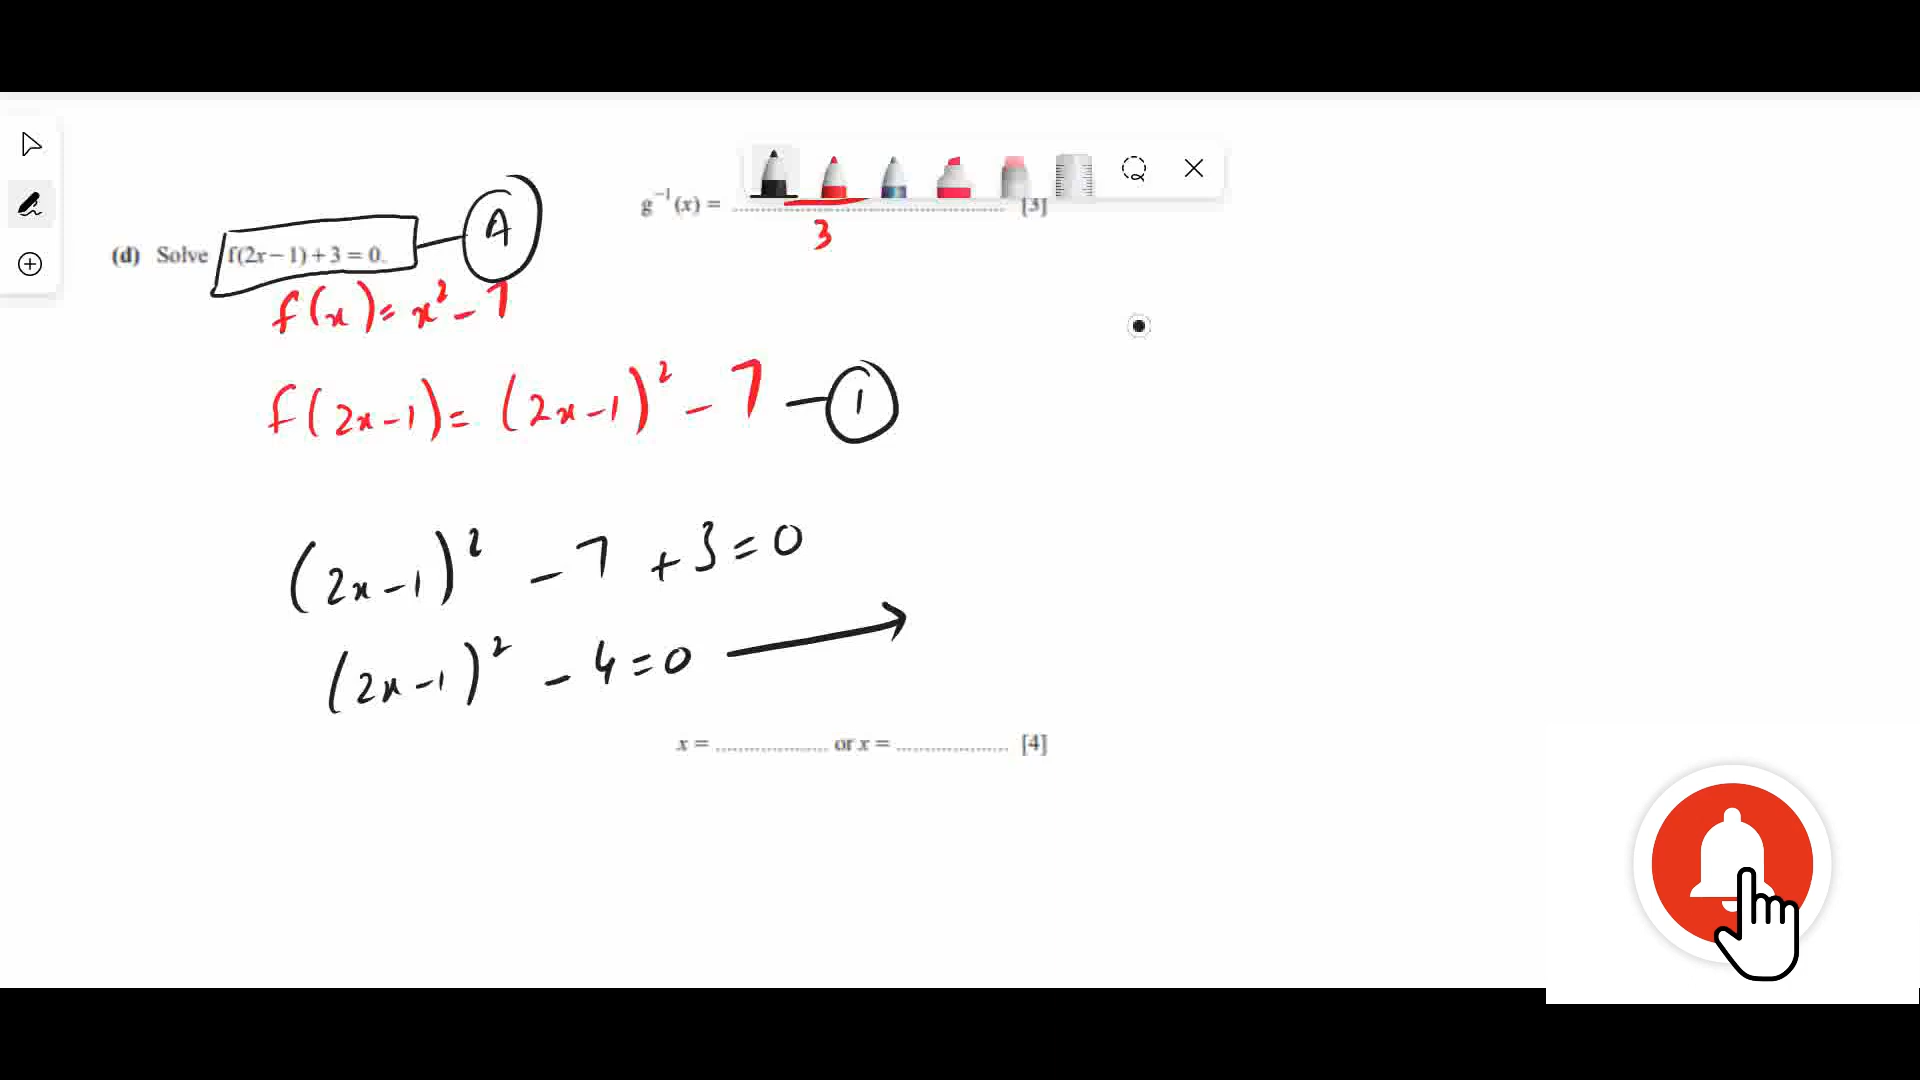 g⁻¹(x) = .................................................. [3]
3
A
(d) Solve f(2x − 1) + 3 = 0.
f(x) = x² - 7
f(2x-1) = (2x-1)² - 7 — 1
(2x-1)² - 7 + 3 = 0
(2x-1)² - 4 = 0 →
x = .................... or x = .................... [4]